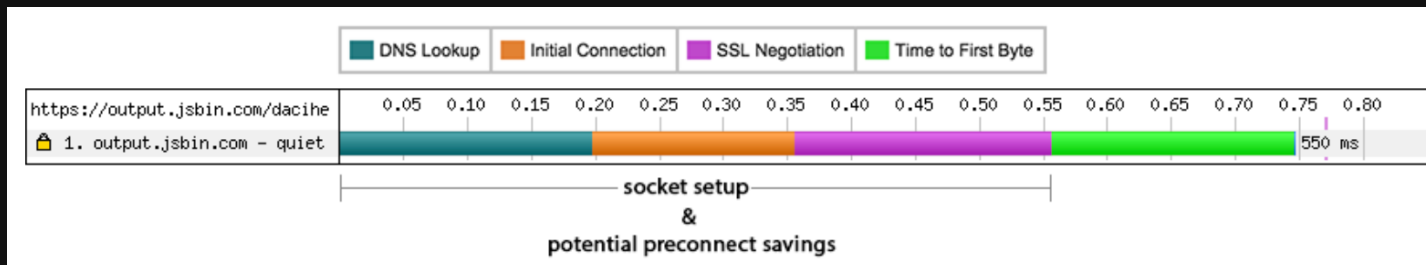 DNS Lookup Initial Connection SSL Negotiation Time to First Byte
https://output.jsbin.com/dacihe 0.05 0.10 0.15 0.20 0.25 0.30 0.35 0.40 0.45 0.50 0.55 0.60 0.65 0.70 0.75 0.80
1. output.jsbin.com - quiet 550 ms
socket setup
&
potential preconnect savings